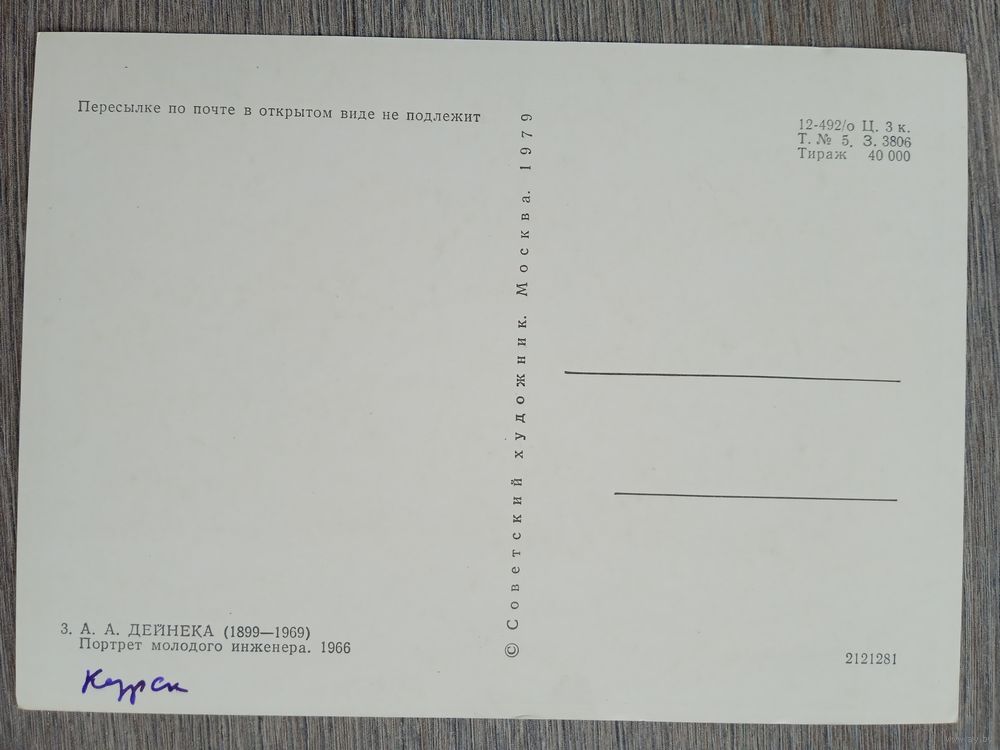 Пересылке по почте в открытом виде не подлежит
12-492/о Ц. 3 к.
Т. № 5. З. 3806
Тираж 40 000
© Советский художник. Москва. 1979
3. А. А. ДЕЙНЕКА (1899—1969)
Портрет молодого инженера. 1966
Курск
2121281